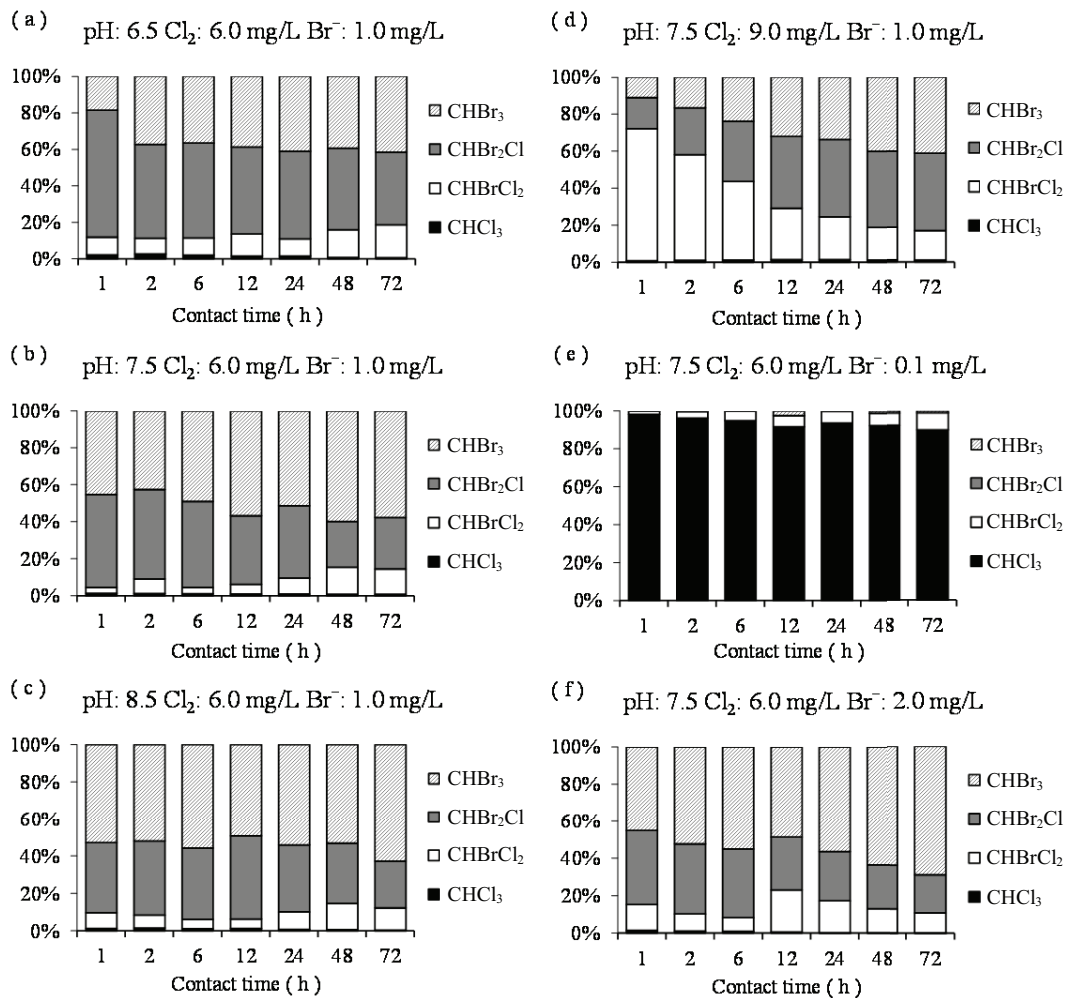 (a)
pH: 6.5 Cl₂: 6.0 mg/L Br⁻: 1.0 mg/L
100%
80%
60%
40%
20%
0%
1 2 6 12 24 48 72
Contact time ( h )
CHBr₃
CHBr₂Cl
CHBrCl₂
CHCl₃
(b)
pH: 7.5 Cl₂: 6.0 mg/L Br⁻: 1.0 mg/L
100%
80%
60%
40%
20%
0%
1 2 6 12 24 48 72
Contact time ( h )
CHBr₃
CHBr₂Cl
CHBrCl₂
CHCl₃
(c)
pH: 8.5 Cl₂: 6.0 mg/L Br⁻: 1.0 mg/L
100%
80%
60%
40%
20%
0%
1 2 6 12 24 48 72
Contact time ( h )
CHBr₃
CHBr₂Cl
CHBrCl₂
CHCl₃
(d)
pH: 7.5 Cl₂: 9.0 mg/L Br⁻: 1.0 mg/L
100%
80%
60%
40%
20%
0%
1 2 6 12 24 48 72
Contact time ( h )
CHBr₃
CHBr₂Cl
CHBrCl₂
CHCl₃
(e)
pH: 7.5 Cl₂: 6.0 mg/L Br⁻: 0.1 mg/L
100%
80%
60%
40%
20%
0%
1 2 6 12 24 48 72
Contact time ( h )
CHBr₃
CHBr₂Cl
CHBrCl₂
CHCl₃
(f)
pH: 7.5 Cl₂: 6.0 mg/L Br⁻: 2.0 mg/L
100%
80%
60%
40%
20%
0%
1 2 6 12 24 48 72
Contact time ( h )
CHBr₃
CHBr₂Cl
CHBrCl₂
CHCl₃